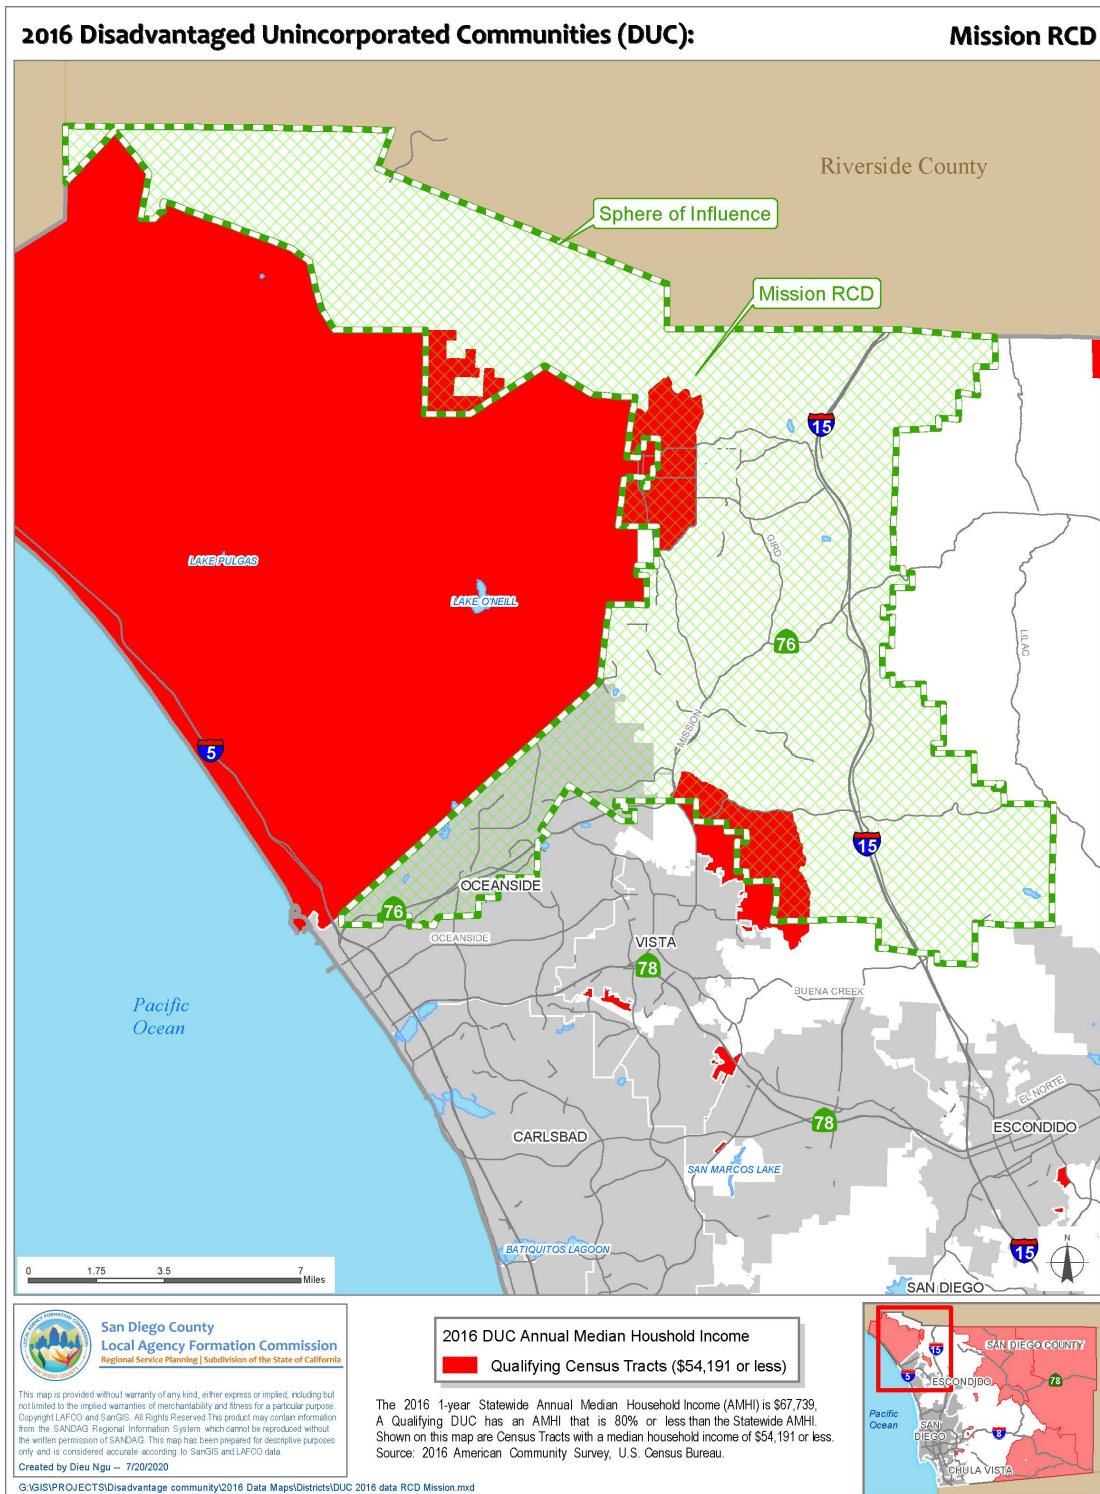 2016 Disadvantaged Unincorporated Communities (DUC):
Mission RCD
Riverside County
Sphere of Influence
Mission RCD
15
LAKE PULGAS
LAKE O'NEILL
GIRD
76
LILAC
MISSION
5
15
OCEANSIDE
76
OCEANSIDE
VISTA
78
BUENA CREEK
Pacific
Ocean
EL NORTE
CARLSBAD
78
ESCONDIDO
SAN MARCOS LAKE
BATIQUITOS LAGOON
15
N
SAN DIEGO
0 1.75 3.5 7
Miles
LOCAL AGENCY FORMATION COMMISSION
SAN DIEGO COUNTY
San Diego County
Local Agency Formation Commission
Regional Service Planning | Subdivision of the State of California
This map is provided without warranty of any kind, either express or implied, including but
not limited to the implied warranties of merchantability and fitness for a particular purpose.
Copyright LAFCO and SanGIS. All Rights Reserved.This product may contain information
from the SANDAG Regional Information System which cannot be reproduced without
the written permission of SANDAG. This map has been prepared for descriptive purposes
only and is considered accurate according to SanGIS and LAFCO data.
Created by Dieu Ngu -- 7/20/2020
G:\GIS\PROJECTS\Disadvantage community\2016 Data Maps\Districts\DUC 2016 data RCD Mission.mxd
2016 DUC Annual Median Houshold Income
Qualifying Census Tracts ($54,191 or less)
The 2016 1-year Statewide Annual Median Household Income (AMHI) is $67,739,
A Qualifying DUC has an AMHI that is 80% or less than the Statewide AMHI.
Shown on this map are Census Tracts with a median household income of $54,191 or less.
Source: 2016 American Community Survey, U.S. Census Bureau.
SAN DIEGO COUNTY
15
5
ESCONDIDO
78
Pacific
Ocean
SAN
DIEGO
8
CHULA VISTA